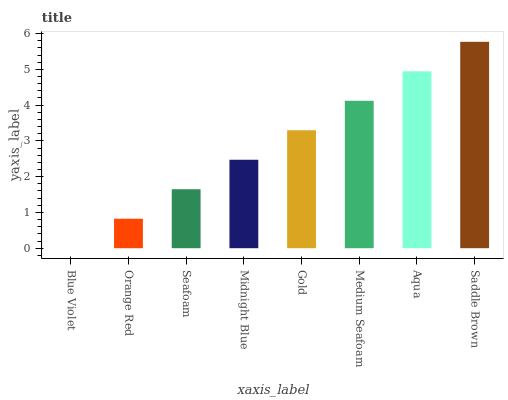 title
yaxis_label
6
5
4
3
2
1
0
Blue Violet
Orange Red
Seafoam
Midnight Blue
Gold
Medium Seafoam
Aqua
Saddle Brown
xaxis_label